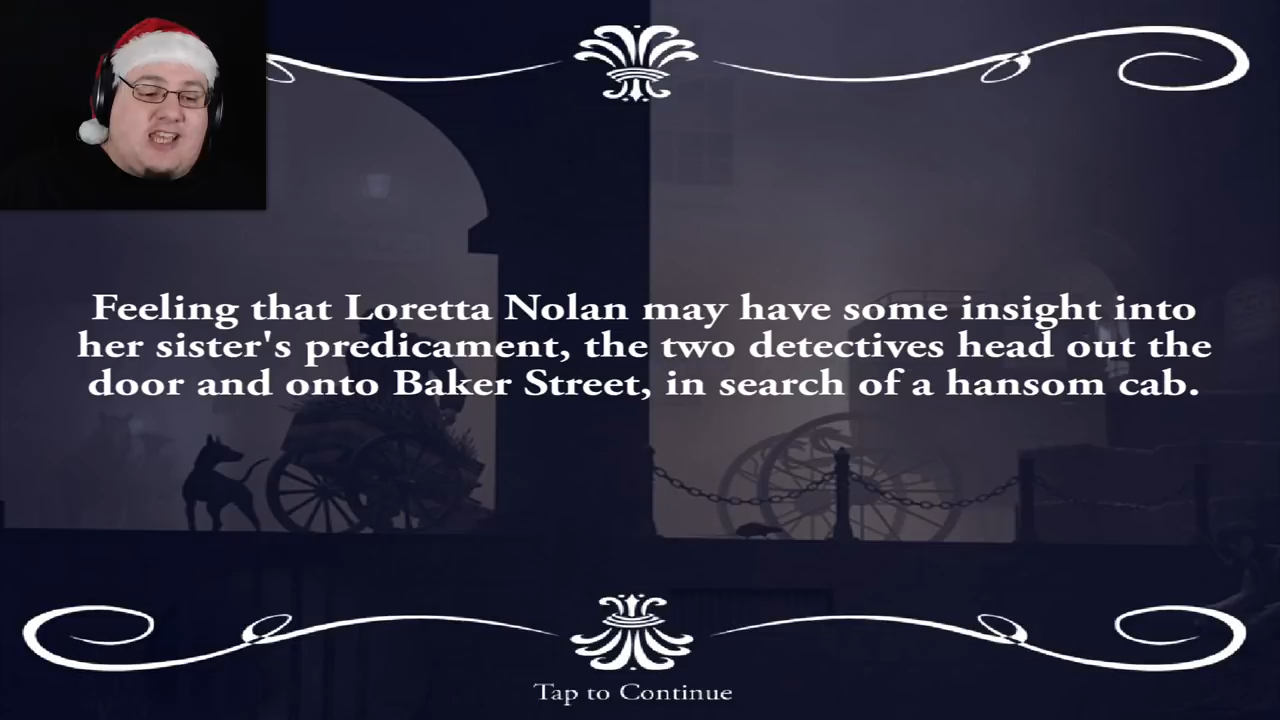 Feeling that Loretta Nolan may have some insight into
her sister's predicament, the two detectives head out the
door and onto Baker Street, in search of a hansom cab.
Tap to Continue